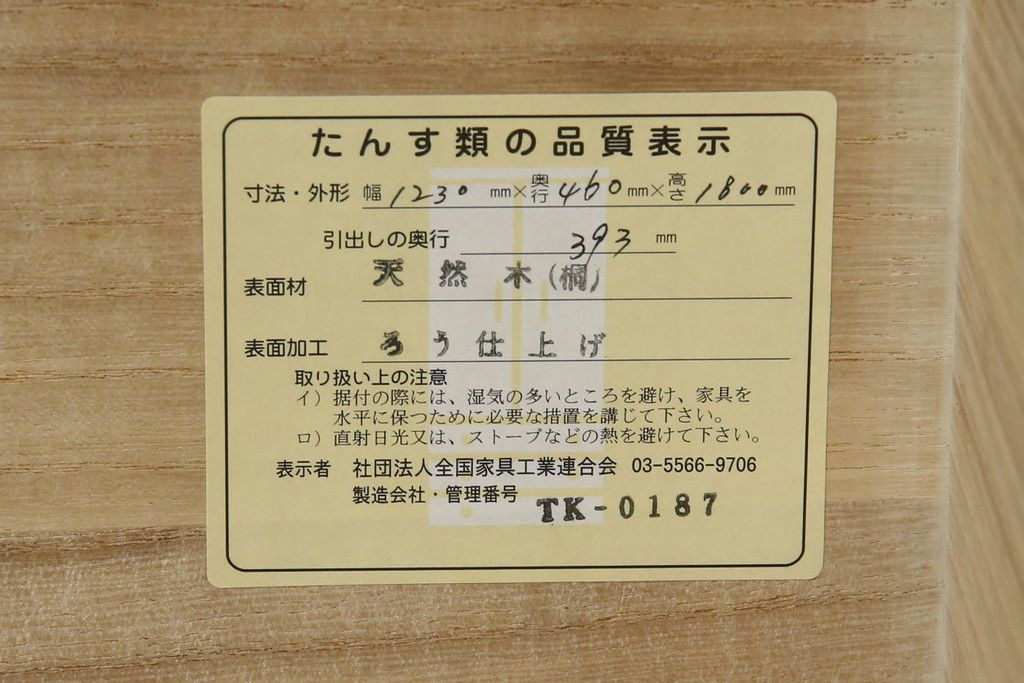 たんす類の品質表示
寸法・外形 幅 1230 mm×奥行 460 mm×高さ 1800 mm
引出しの奥行 393 mm
表面材 天然木(桐)
表面加工 ろう仕上げ
取り扱い上の注意
イ）据付の際には、湿気の多いところを避け、家具を
水平に保つために必要な措置を講じて下さい。
ロ）直射日光又は、ストーブなどの熱を避けて下さい。
表示者 社団法人全国家具工業連合会 03-5566-9706
製造会社・管理番号 TK-0187